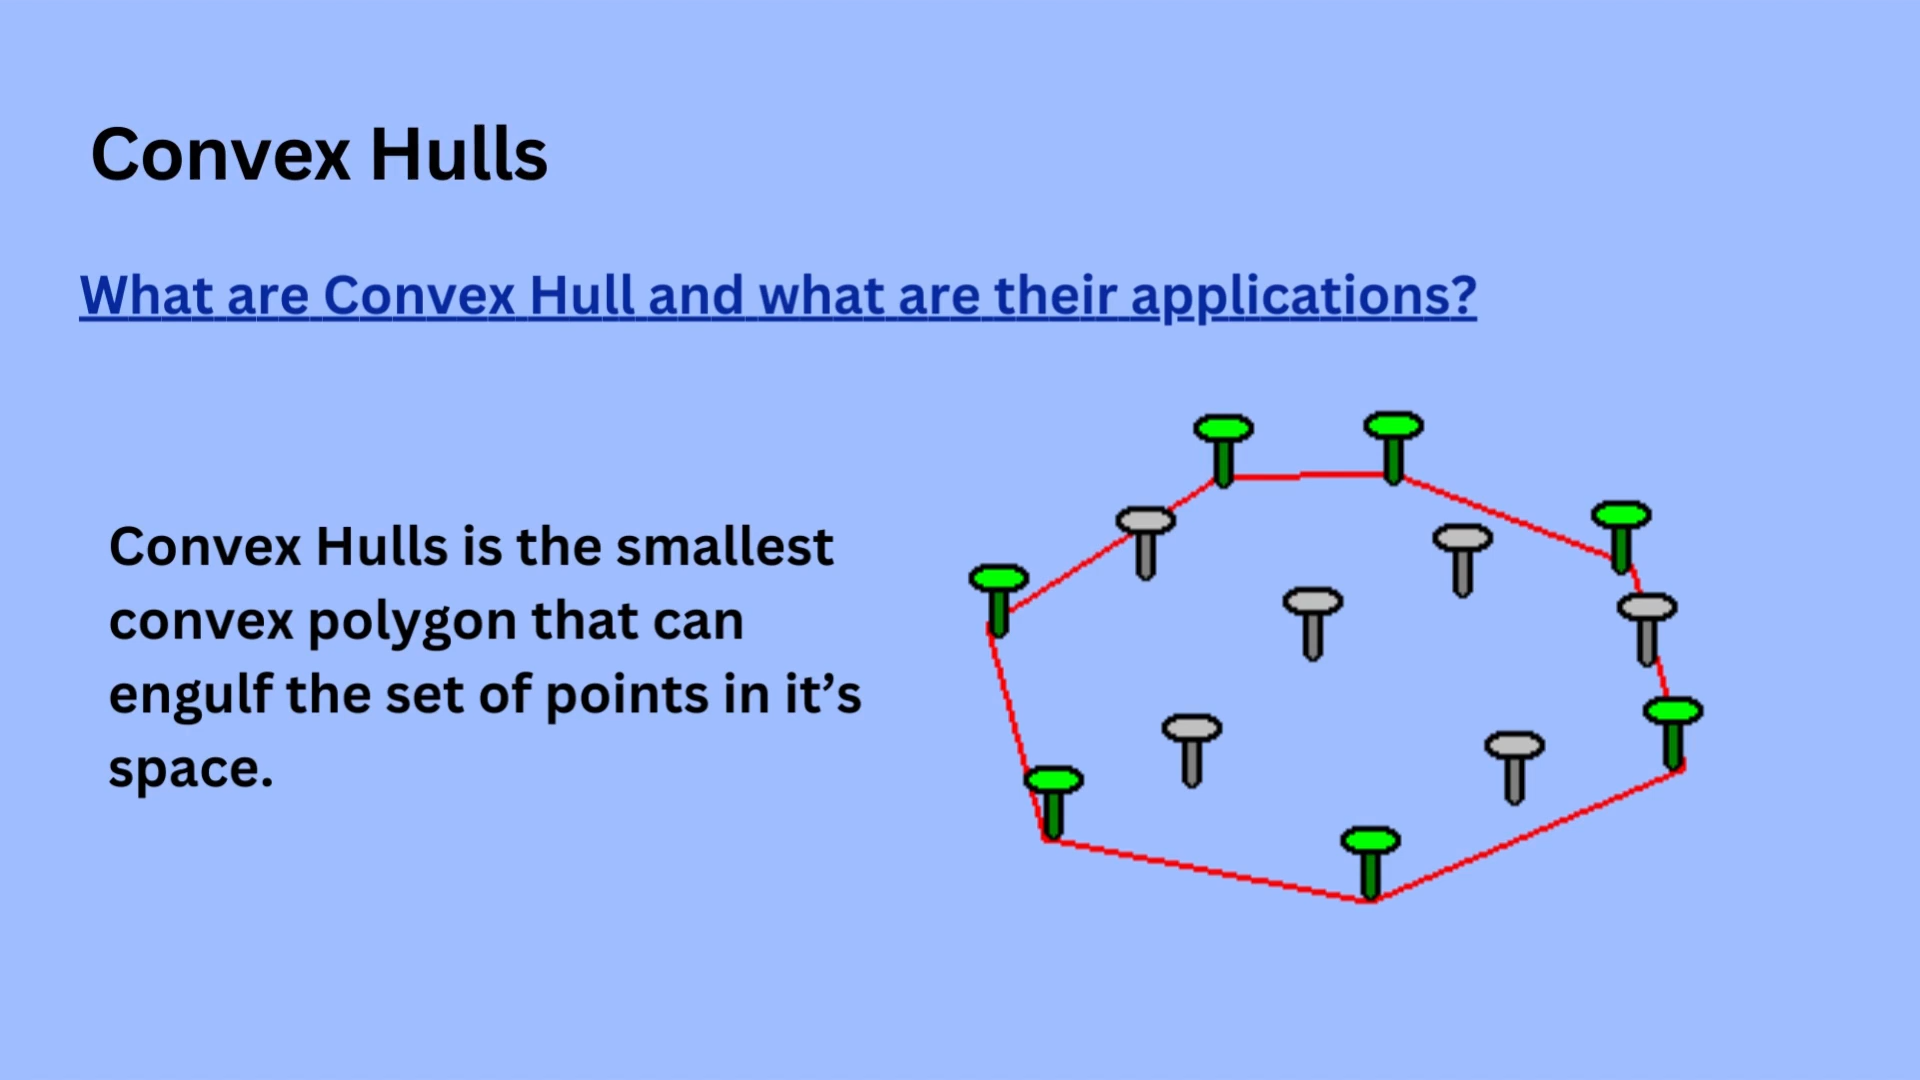 Convex Hulls
What are Convex Hull and what are their applications?
Convex Hulls is the smallest
convex polygon that can
engulf the set of points in it’s
space.